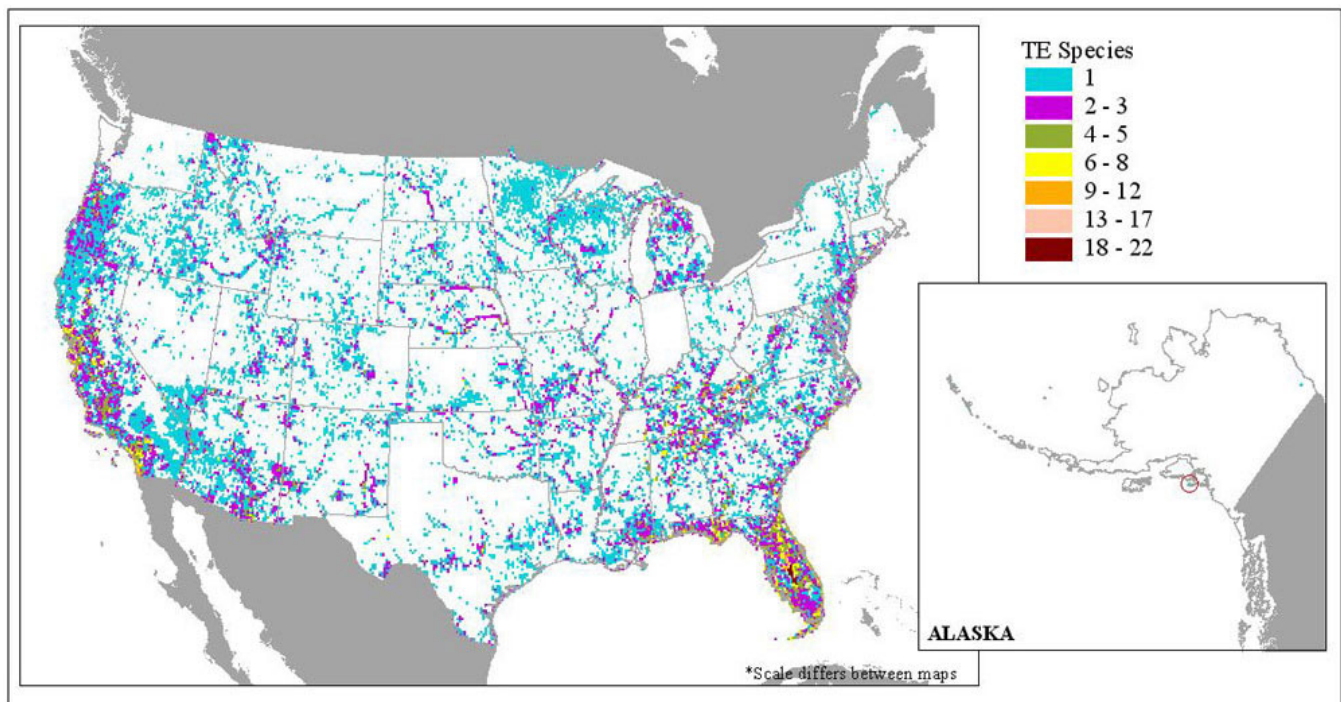 TE Species
1
2 - 3
4 - 5
6 - 8
9 - 12
13 - 17
18 - 22
ALASKA
*Scale differs between maps